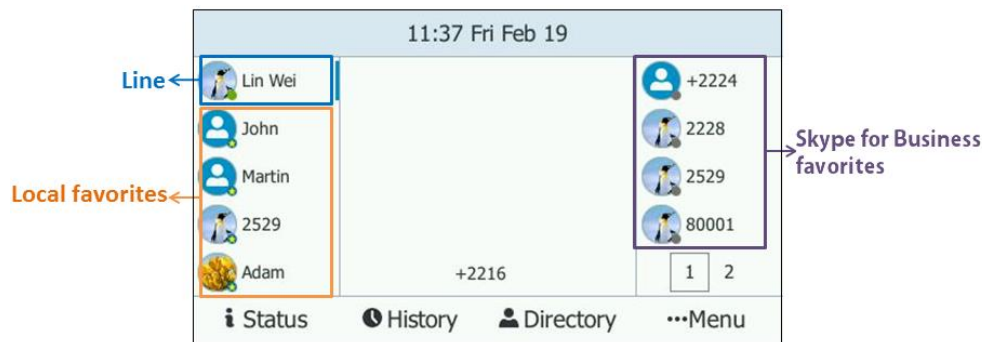 11:37 Fri Feb 19
Line
Lin Wei
+2224
John
2228
Skype for Business
favorites
Martin
2529
Local favorites
2529
80001
Adam
+2216
1 2
i Status History Directory •••Menu